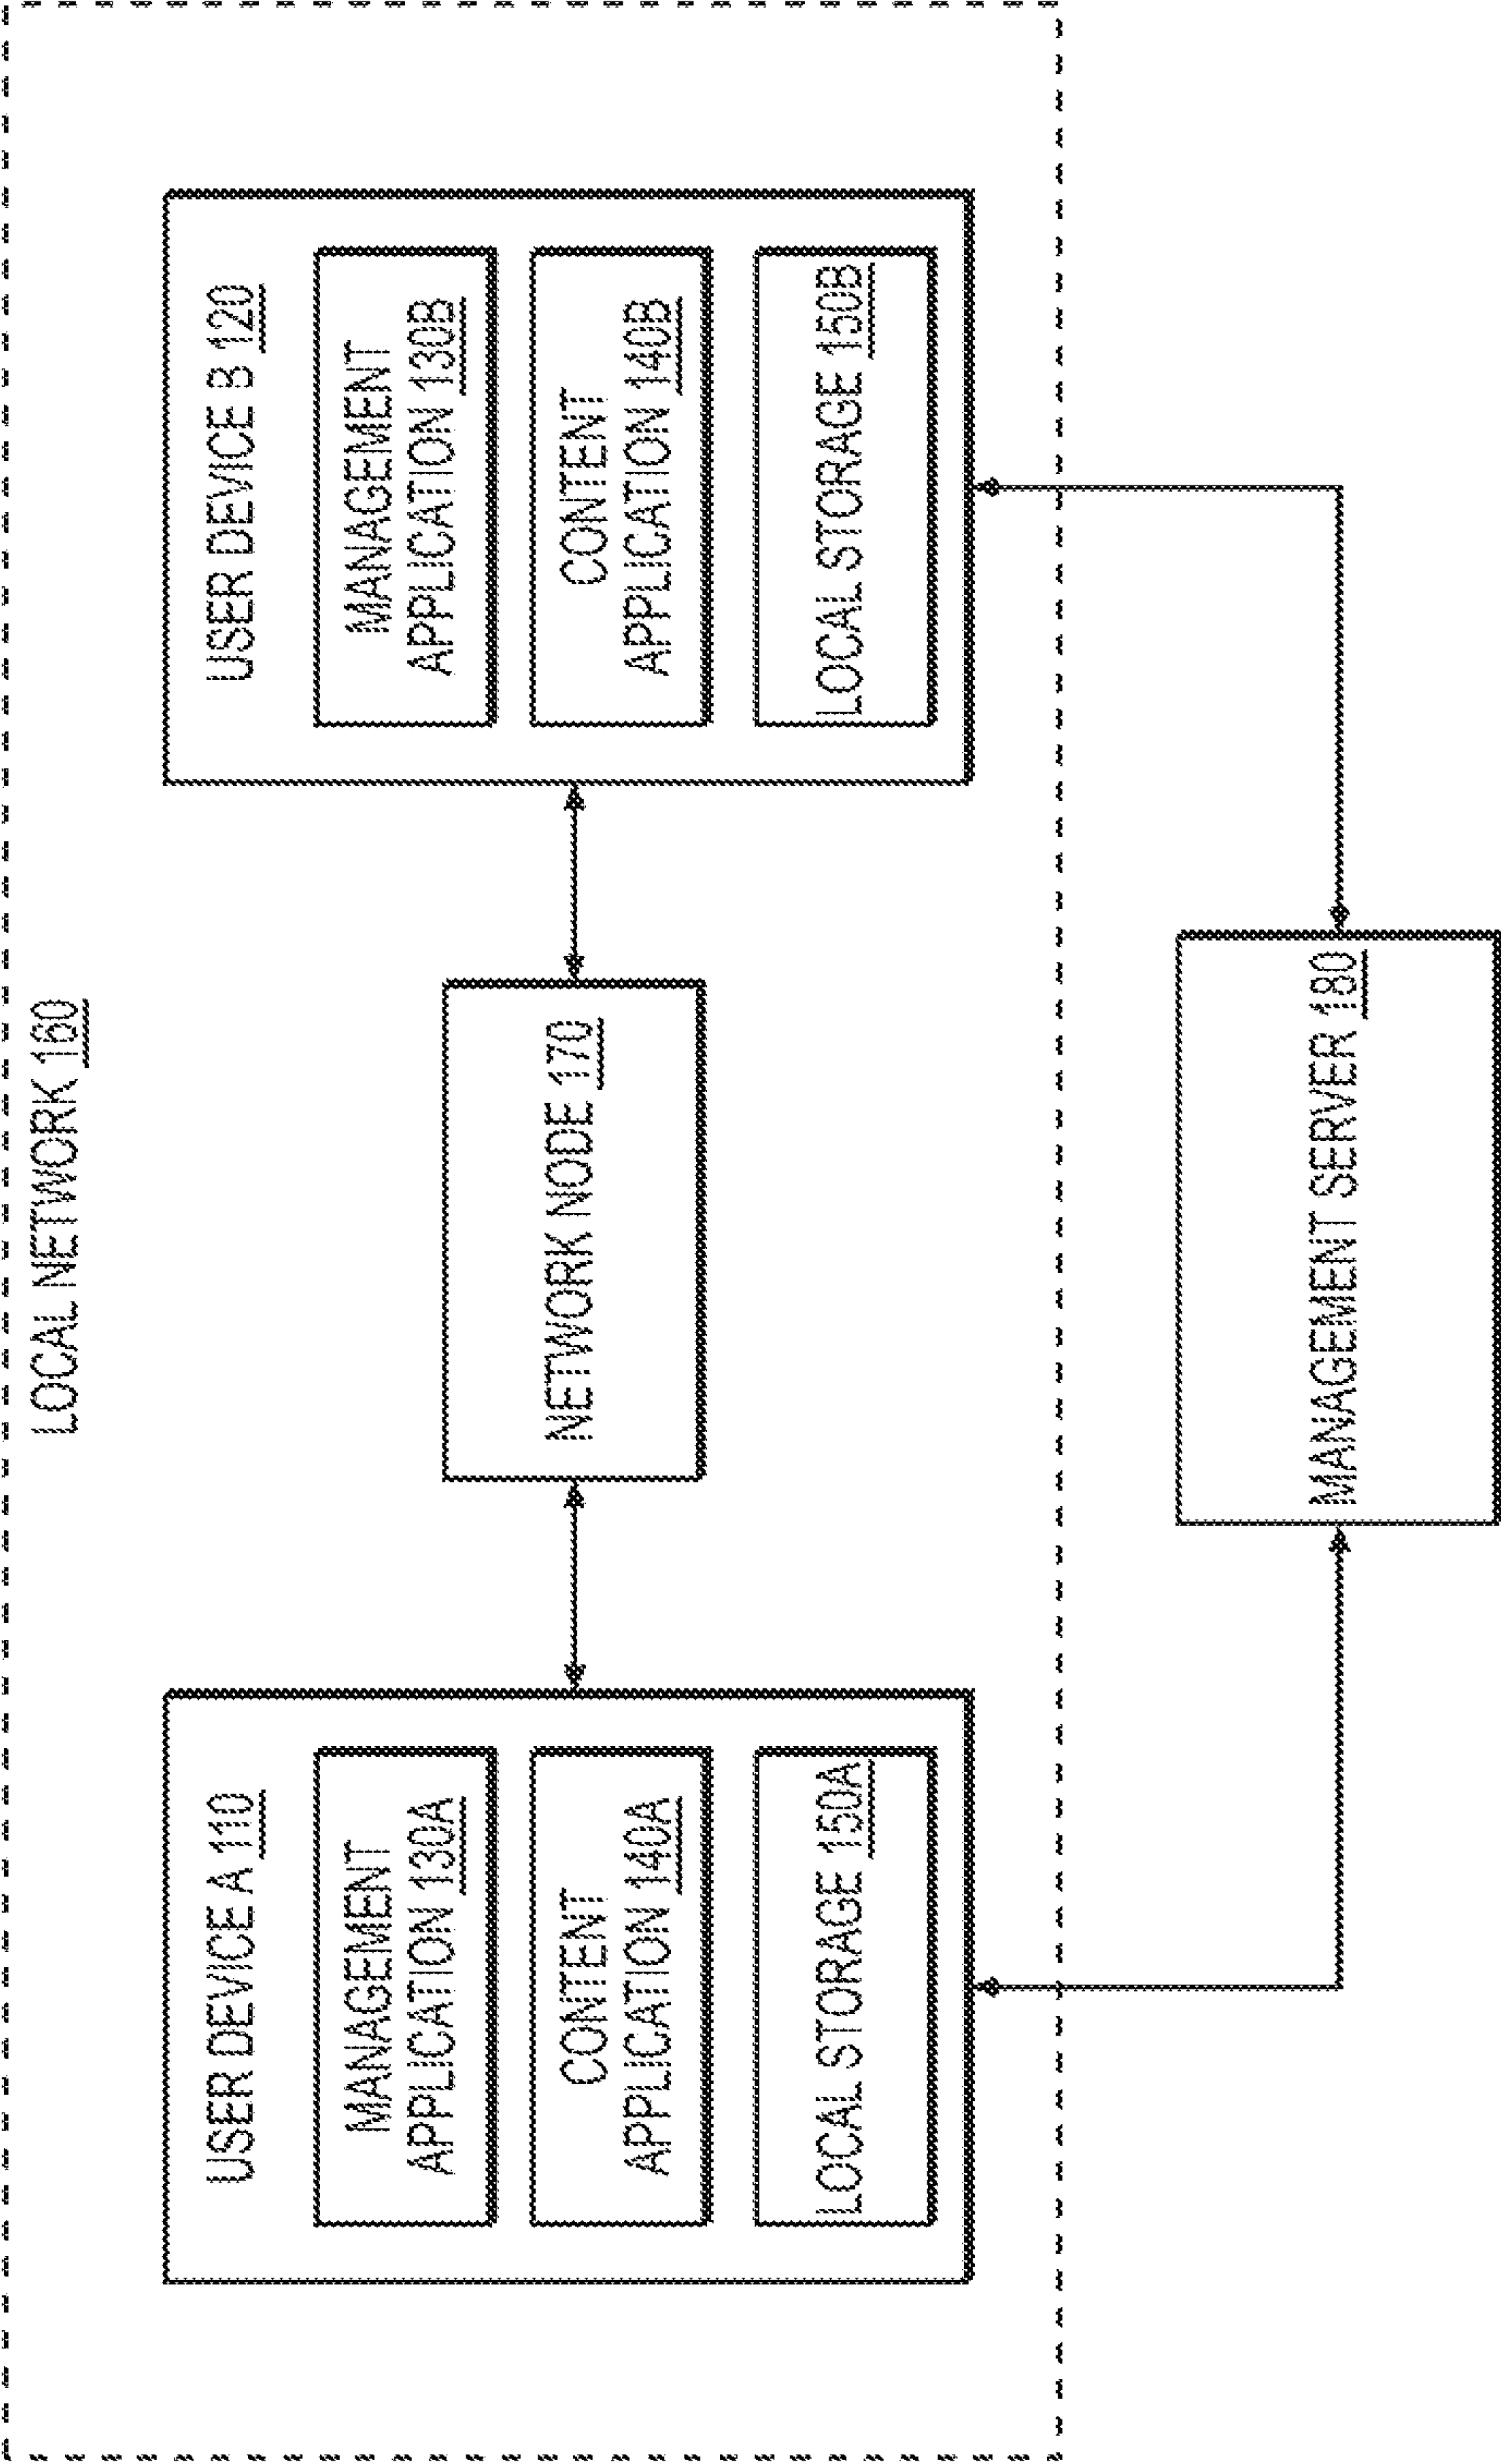 LOCAL NETWORK 160
USER DEVICE A 110
MANAGEMENT
APPLICATION 130A
CONTENT
APPLICATION 140A
LOCAL STORAGE 150A
NETWORK NODE 170
USER DEVICE B 120
MANAGEMENT
APPLICATION 130B
CONTENT
APPLICATION 140B
LOCAL STORAGE 150B
MANAGEMENT SERVER 180